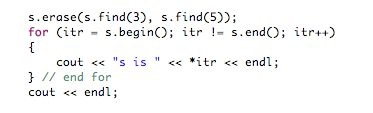 s.erase(s.find(3), s.find(5));
for (itr = s.begin(); itr != s.end(); itr++)
{
    cout << "s is " << *itr << endl;
} // end for
cout << endl;